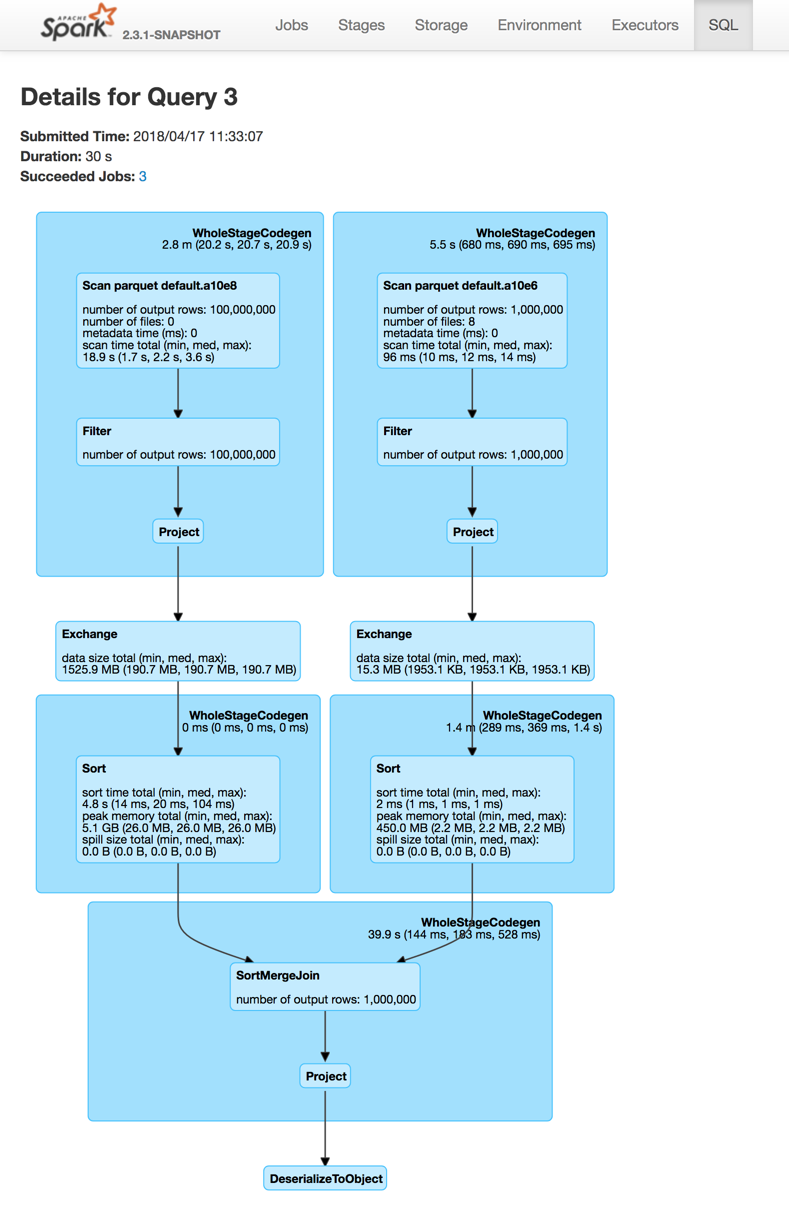 APACHE
Spark 2.3.1-SNAPSHOT
Jobs Stages Storage Environment Executors SQL
Details for Query 3
Submitted Time: 2018/04/17 11:33:07
Duration: 30 s
Succeeded Jobs: 3
WholeStageCodegen
2.8 m (20.2 s, 20.7 s, 20.9 s)
Scan parquet default.a10e8
number of output rows: 100,000,000
number of files: 0
metadata time (ms): 0
scan time total (min, med, max):
18.9 s (1.7 s, 2.2 s, 3.6 s)
Filter
number of output rows: 100,000,000
Project
WholeStageCodegen
5.5 s (680 ms, 690 ms, 695 ms)
Scan parquet default.a10e6
number of output rows: 1,000,000
number of files: 8
metadata time (ms): 0
scan time total (min, med, max):
96 ms (10 ms, 12 ms, 14 ms)
Filter
number of output rows: 1,000,000
Project
Exchange
data size total (min, med, max):
1525.9 MB (190.7 MB, 190.7 MB, 190.7 MB)
Exchange
data size total (min, med, max):
15.3 MB (1953.1 KB, 1953.1 KB, 1953.1 KB)
WholeStageCodegen
0 ms (0 ms, 0 ms, 0 ms)
Sort
sort time total (min, med, max):
4.8 s (14 ms, 20 ms, 104 ms)
peak memory total (min, med, max):
5.1 GB (26.0 MB, 26.0 MB, 26.0 MB)
spill size total (min, med, max):
0.0 B (0.0 B, 0.0 B, 0.0 B)
WholeStageCodegen
1.4 m (289 ms, 369 ms, 1.4 s)
Sort
sort time total (min, med, max):
2 ms (1 ms, 1 ms, 1 ms)
peak memory total (min, med, max):
450.0 MB (2.2 MB, 2.2 MB, 2.2 MB)
spill size total (min, med, max):
0.0 B (0.0 B, 0.0 B, 0.0 B)
WholeStageCodegen
39.9 s (144 ms, 183 ms, 528 ms)
SortMergeJoin
number of output rows: 1,000,000
Project
DeserializeToObject